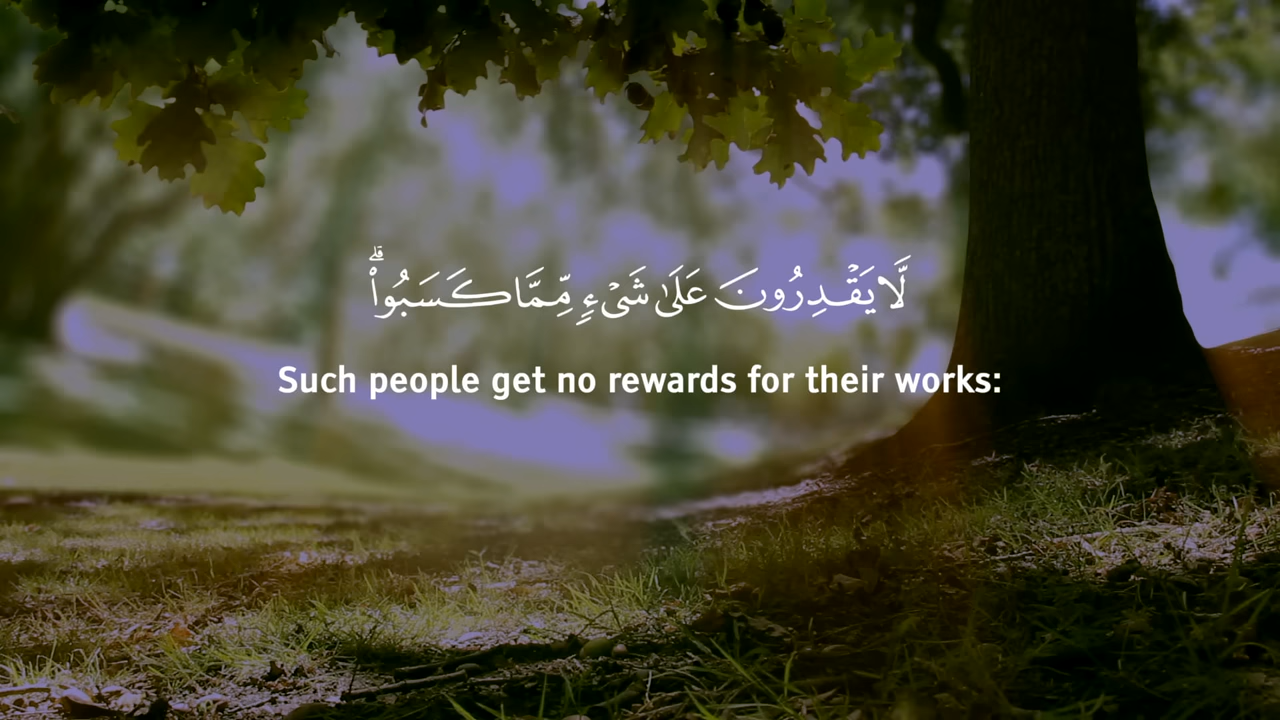 لَّا يَقْدِرُونَ عَلَىٰ شَىْءٍ مِّمَّا كَسَبُوا۟ ۗ
Such people get no rewards for their works: